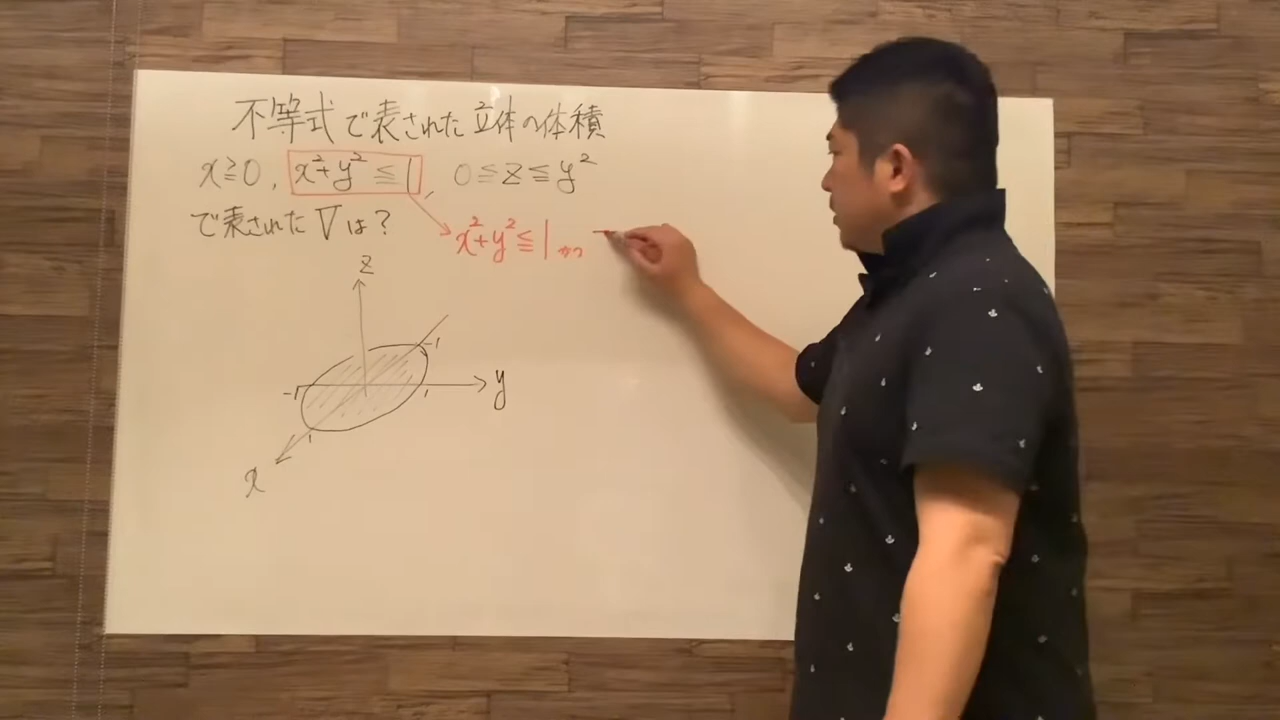 不等式で表された立体の体積
x≧0, x²+y²≦1, 0≦z≦y²
で表されたVは?
x²+y²≦1 かつ
z
-1
-1
1
y
1
x